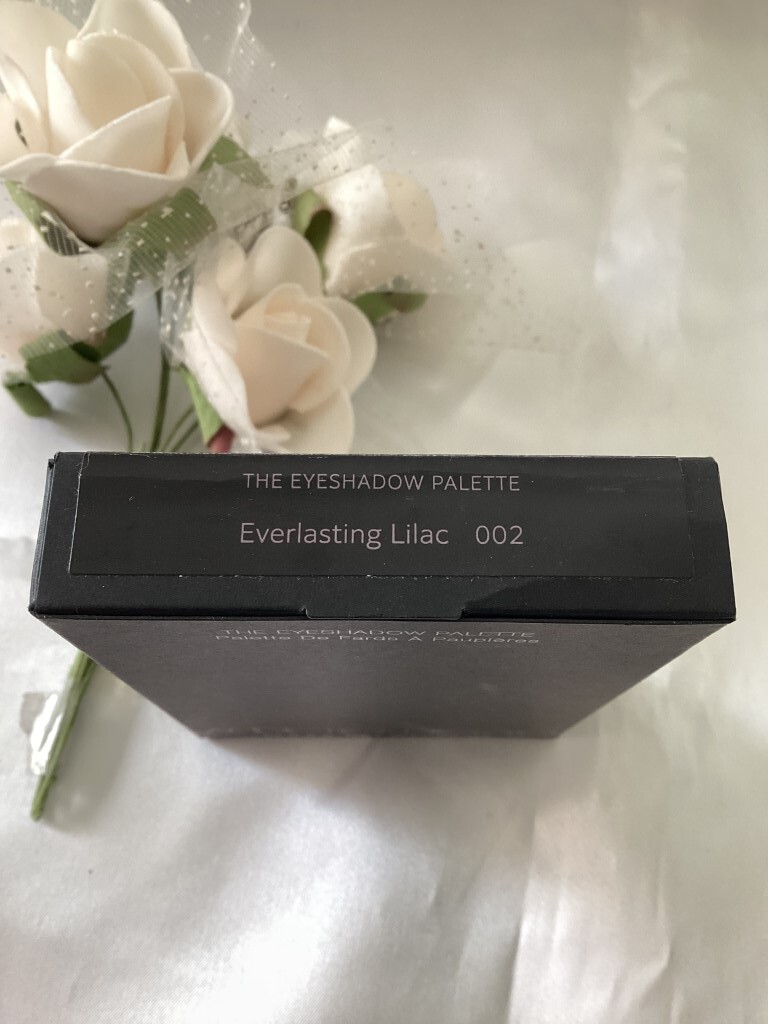 THE EYESHADOW PALETTE
Everlasting Lilac 002
THE EYESHADOW PALETTE
Palette De Fards À Paupières